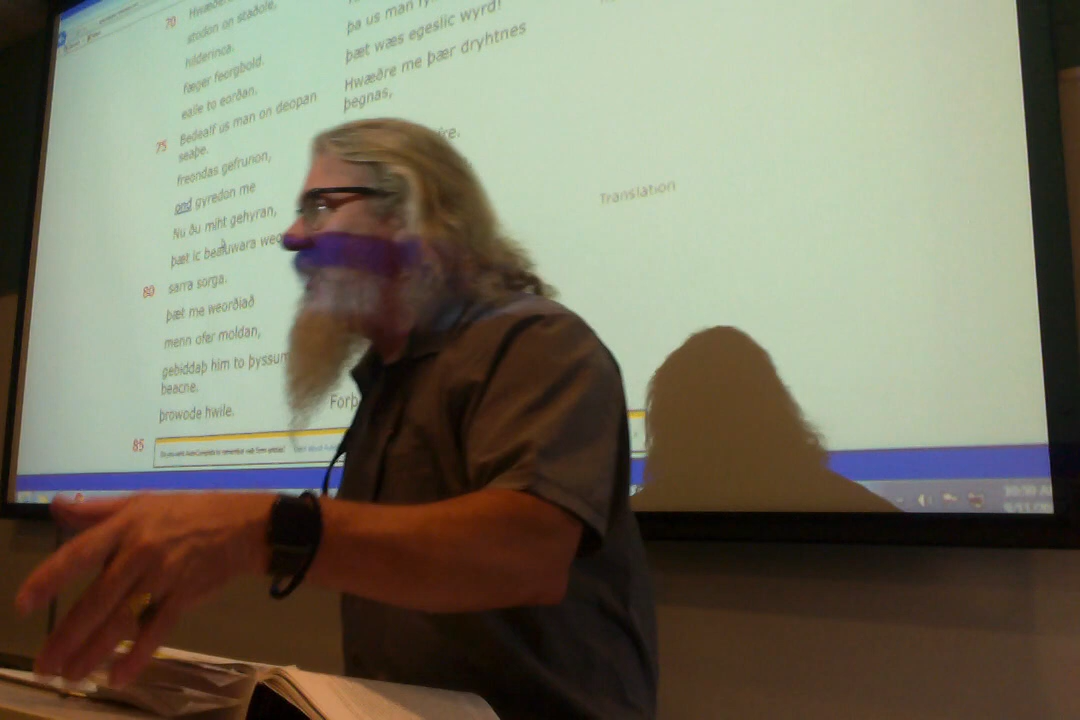 70
stodon on staðole,
hilderinca.
fæger feorgbold.
ealle to eorðan,
75 Bedealf us man on deopan
seaþe.
freondas gefrunon,
ond gyredon me
Nu ðu miht gehyran,
þæt ic bealuwara
80 sarra sorga.
þæt me weorðiað
menn ofer moldan,
gebiddaþ him to þyssum
beacne.
þrowode hwile.
85
þa us man
þæt wæs egeslic wyrd!
Hwæðre me þær dryhtnes
þegnas,
Translation